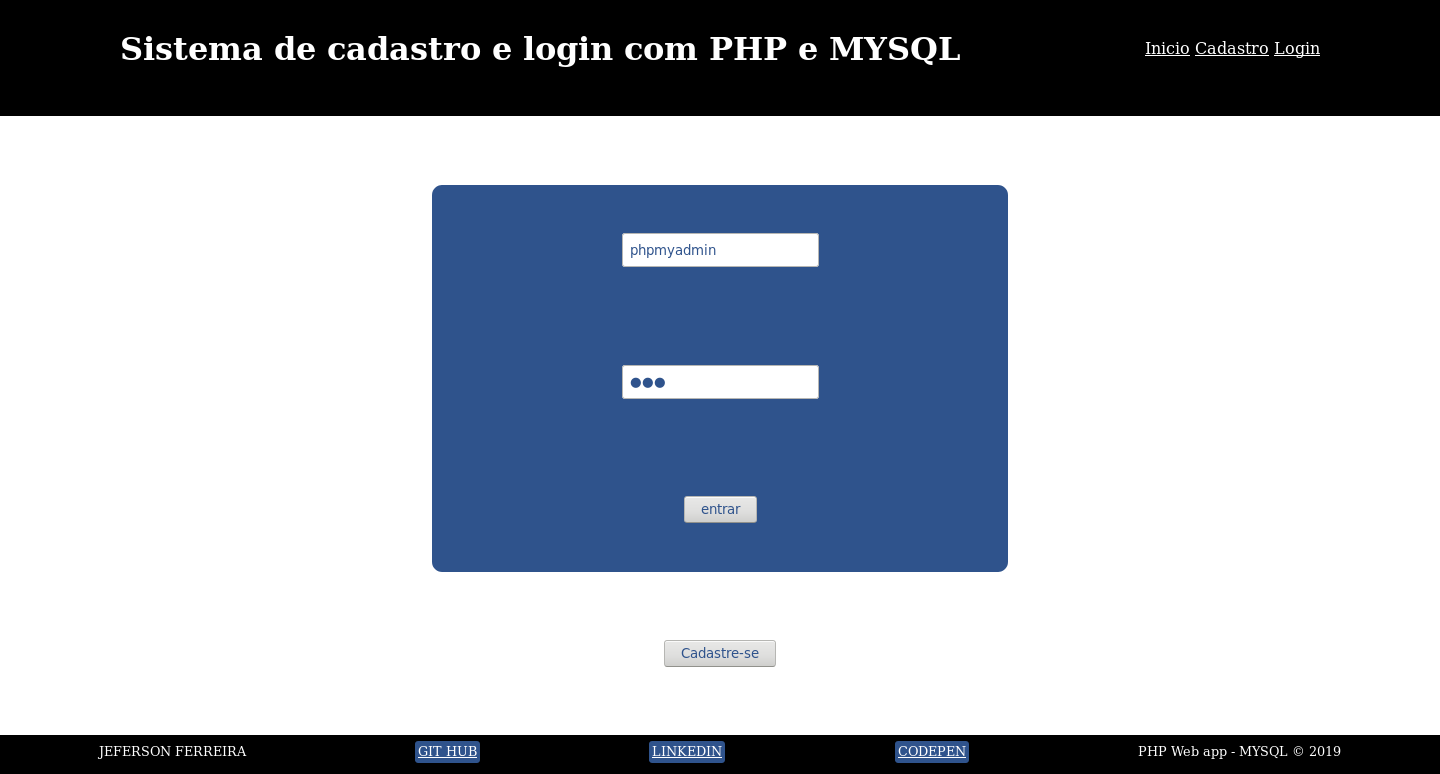 Sistema de cadastro e login com PHP e MYSQL
Inicio Cadastro Login
phpmyadmin
●●●
entrar
Cadastre-se
JEFERSON FERREIRA
GIT HUB
LINKEDIN
CODEPEN
PHP Web app - MYSQL © 2019